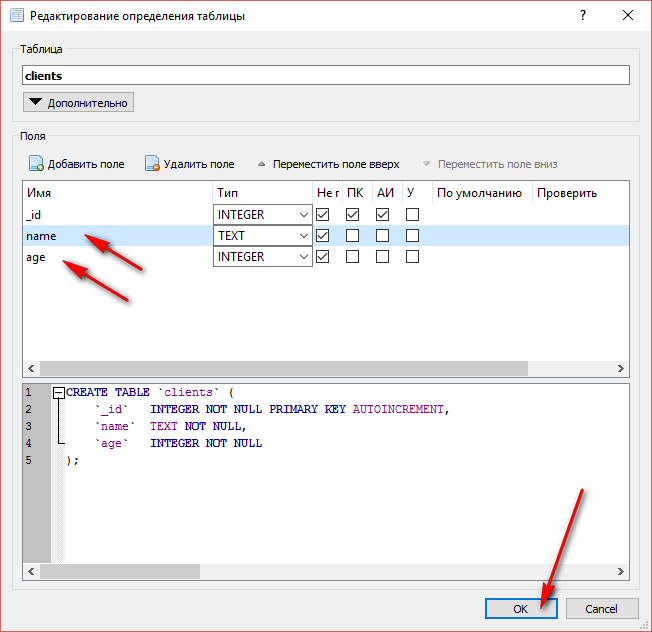 Редактирование определения таблицы ?
Таблица
clients
Дополнительно
Поля
Добавить поле Удалить поле Переместить поле вверх Переместить поле вниз
Имя Тип Не г ПК АИ У По умолчанию Проверить
_id INTEGER
name TEXT
age INTEGER
1 CREATE TABLE `clients` (
2 `_id` INTEGER NOT NULL PRIMARY KEY AUTOINCREMENT,
3 `name` TEXT NOT NULL,
4 `age` INTEGER NOT NULL
5 );
OK Cancel